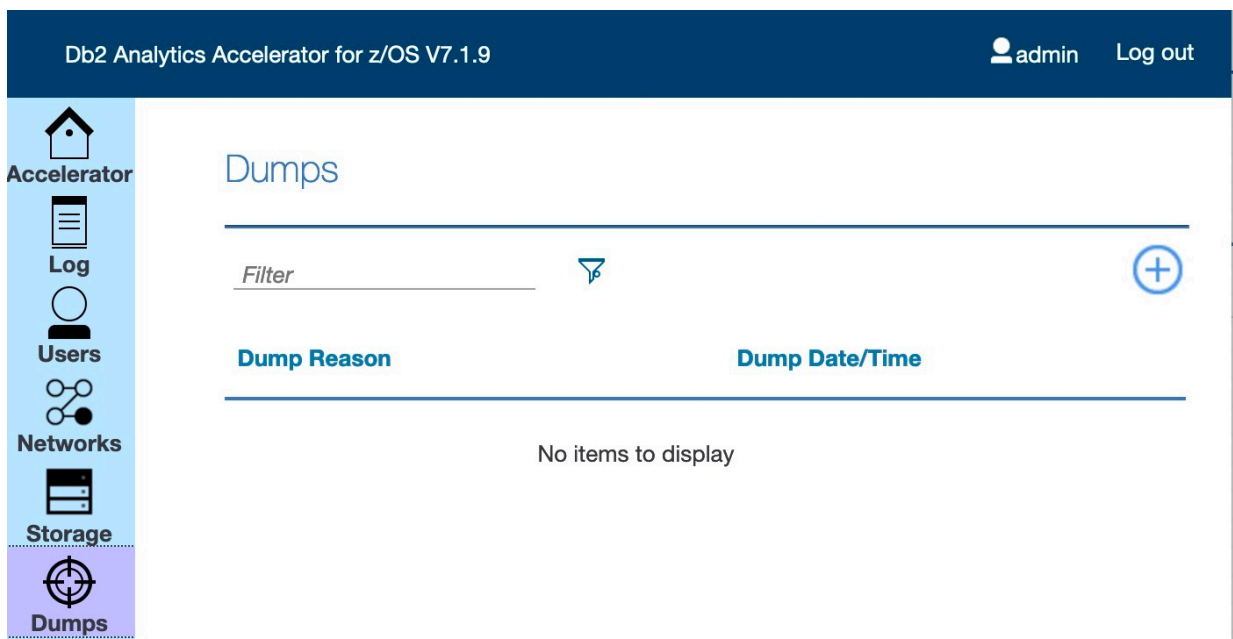 Db2 Analytics Accelerator for z/OS V7.1.9
admin Log out
Accelerator
Log
Users
Networks
Storage
Dumps
Dumps
Filter
Dump Reason Dump Date/Time
No items to display